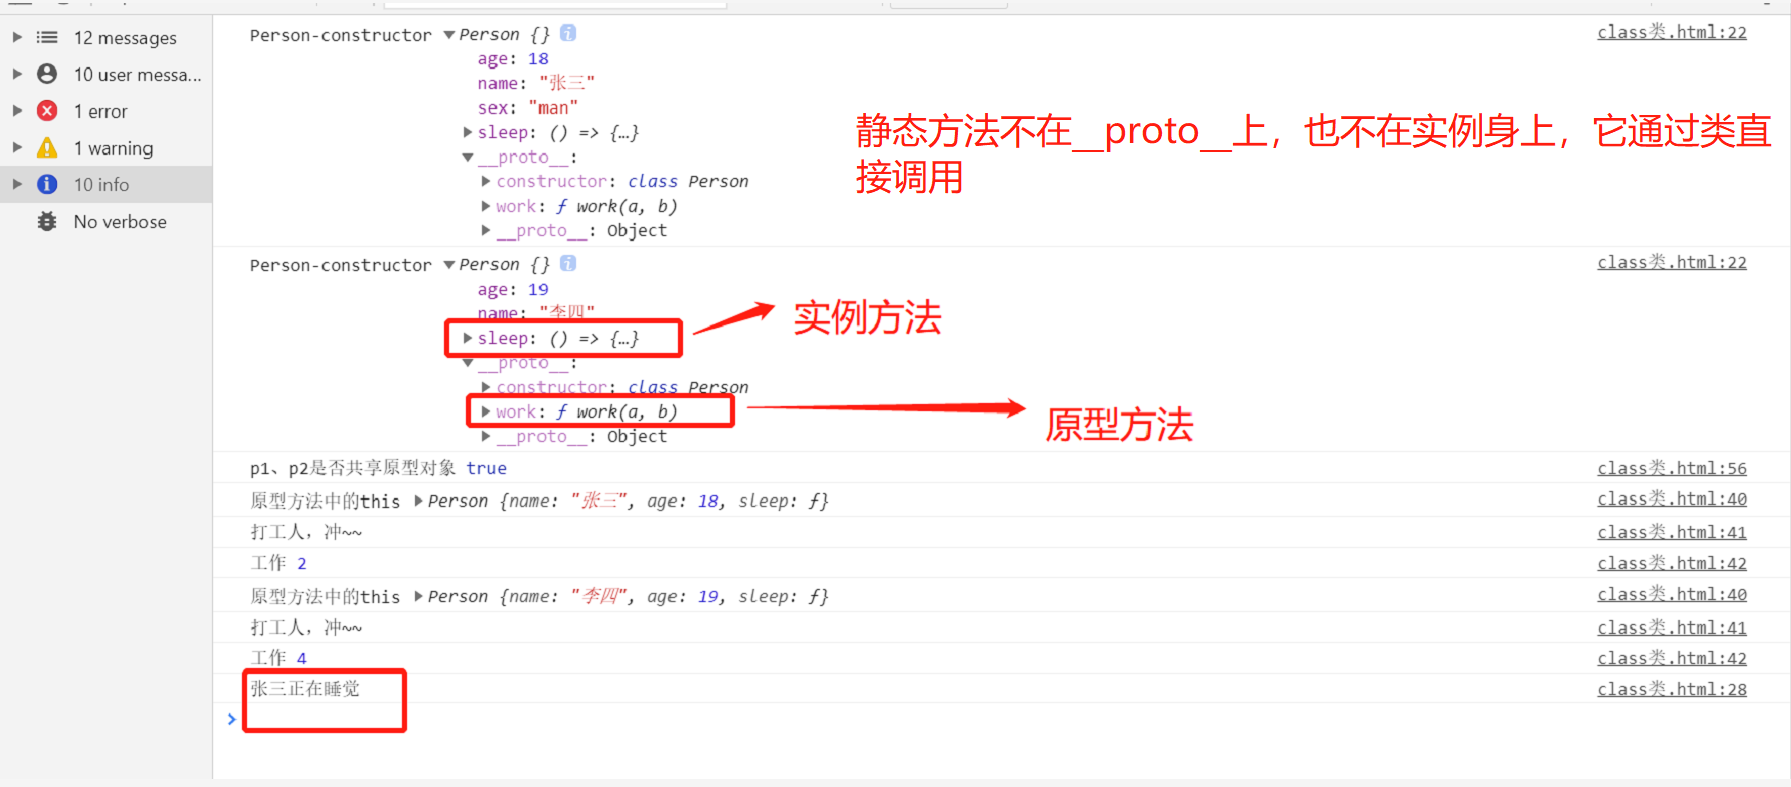 12 messages
10 user messa...
1 error
1 warning
10 info
No verbose
Person-constructor ▼Person {} i class类.html:22
age: 18
name: "张三"
sex: "man"
▶sleep: () => {…}
▼__proto__:
▶constructor: class Person
▶work: ƒ work(a, b)
▶__proto__: Object
静态方法不在__proto__上，也不在实例身上，它通过类直
接调用
Person-constructor ▼Person {} i class类.html:22
age: 19
name: "李四"
▶sleep: () => {…}
实例方法
▼__proto__:
▶constructor: class Person
▶work: ƒ work(a, b)
原型方法
▶__proto__: Object
p1、p2是否共享原型对象 true class类.html:56
原型方法中的this ▶Person {name: "张三", age: 18, sleep: ƒ} class类.html:40
打工人，冲~~ class类.html:41
工作 2 class类.html:42
原型方法中的this ▶Person {name: "李四", age: 19, sleep: ƒ} class类.html:40
打工人，冲~~ class类.html:41
工作 4 class类.html:42
张三正在睡觉 class类.html:28